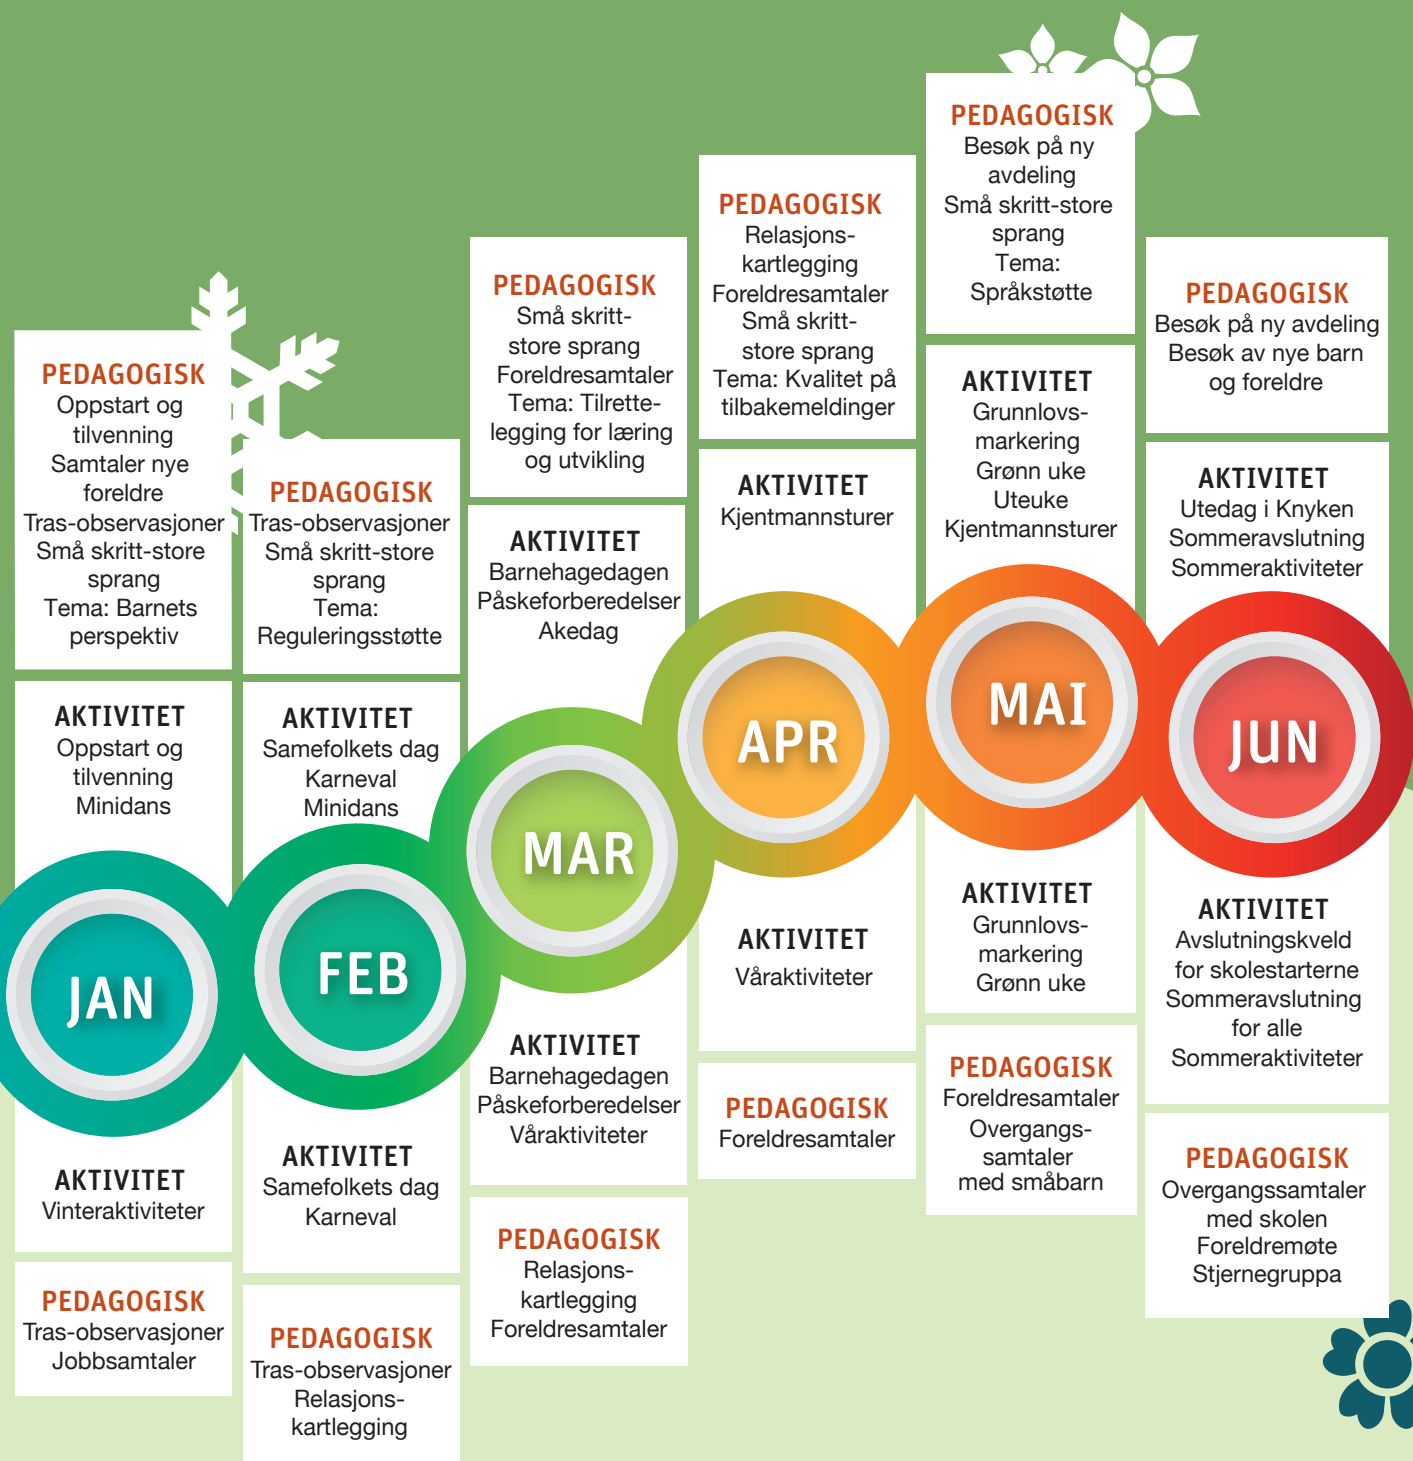 PEDAGOGISK
Oppstart og
tilvenning
Samtaler nye
foreldre
Tras-observasjoner
Små skritt-store
sprang
Tema: Barnets
perspektiv
AKTIVITET
Oppstart og
tilvenning
Minidans
JAN
AKTIVITET
Vinteraktiviteter
PEDAGOGISK
Tras-observasjoner
Jobbsamtaler
PEDAGOGISK
Tras-observasjoner
Små skritt-store
sprang
Tema:
Reguleringsstøtte
AKTIVITET
Samefolkets dag
Karneval
Minidans
FEB
AKTIVITET
Samefolkets dag
Karneval
PEDAGOGISK
Tras-observasjoner
Relasjons-
kartlegging
PEDAGOGISK
Små skritt-
store sprang
Foreldresamtaler
Tema: Tilrette-
legging for læring
og utvikling
AKTIVITET
Barnehagedagen
Påskeforberedelser
Akedag
MAR
AKTIVITET
Barnehagedagen
Påskeforberedelser
Våraktiviteter
PEDAGOGISK
Relasjons-
kartlegging
Foreldresamtaler
PEDAGOGISK
Relasjons-
kartlegging
Foreldresamtaler
Små skritt-
store sprang
Tema: Kvalitet på
tilbakemeldinger
AKTIVITET
Kjentmannsturer
APR
AKTIVITET
Våraktiviteter
PEDAGOGISK
Foreldresamtaler
PEDAGOGISK
Besøk på ny
avdeling
Små skritt-store
sprang
Tema:
Språkstøtte
AKTIVITET
Grunnlovs-
markering
Grønn uke
Uteuke
Kjentmannsturer
MAI
AKTIVITET
Grunnlovs-
markering
Grønn uke
PEDAGOGISK
Foreldresamtaler
Overgangs-
samtaler
med småbarn
PEDAGOGISK
Besøk på ny avdeling
Besøk av nye barn
og foreldre
AKTIVITET
Utedag i Knyken
Sommeravslutning
Sommeraktiviteter
JUN
AKTIVITET
Avslutningskveld
for skolestarterne
Sommeravslutning
for alle
Sommeraktiviteter
PEDAGOGISK
Overgangssamtaler
med skolen
Foreldremøte
Stjernegruppa